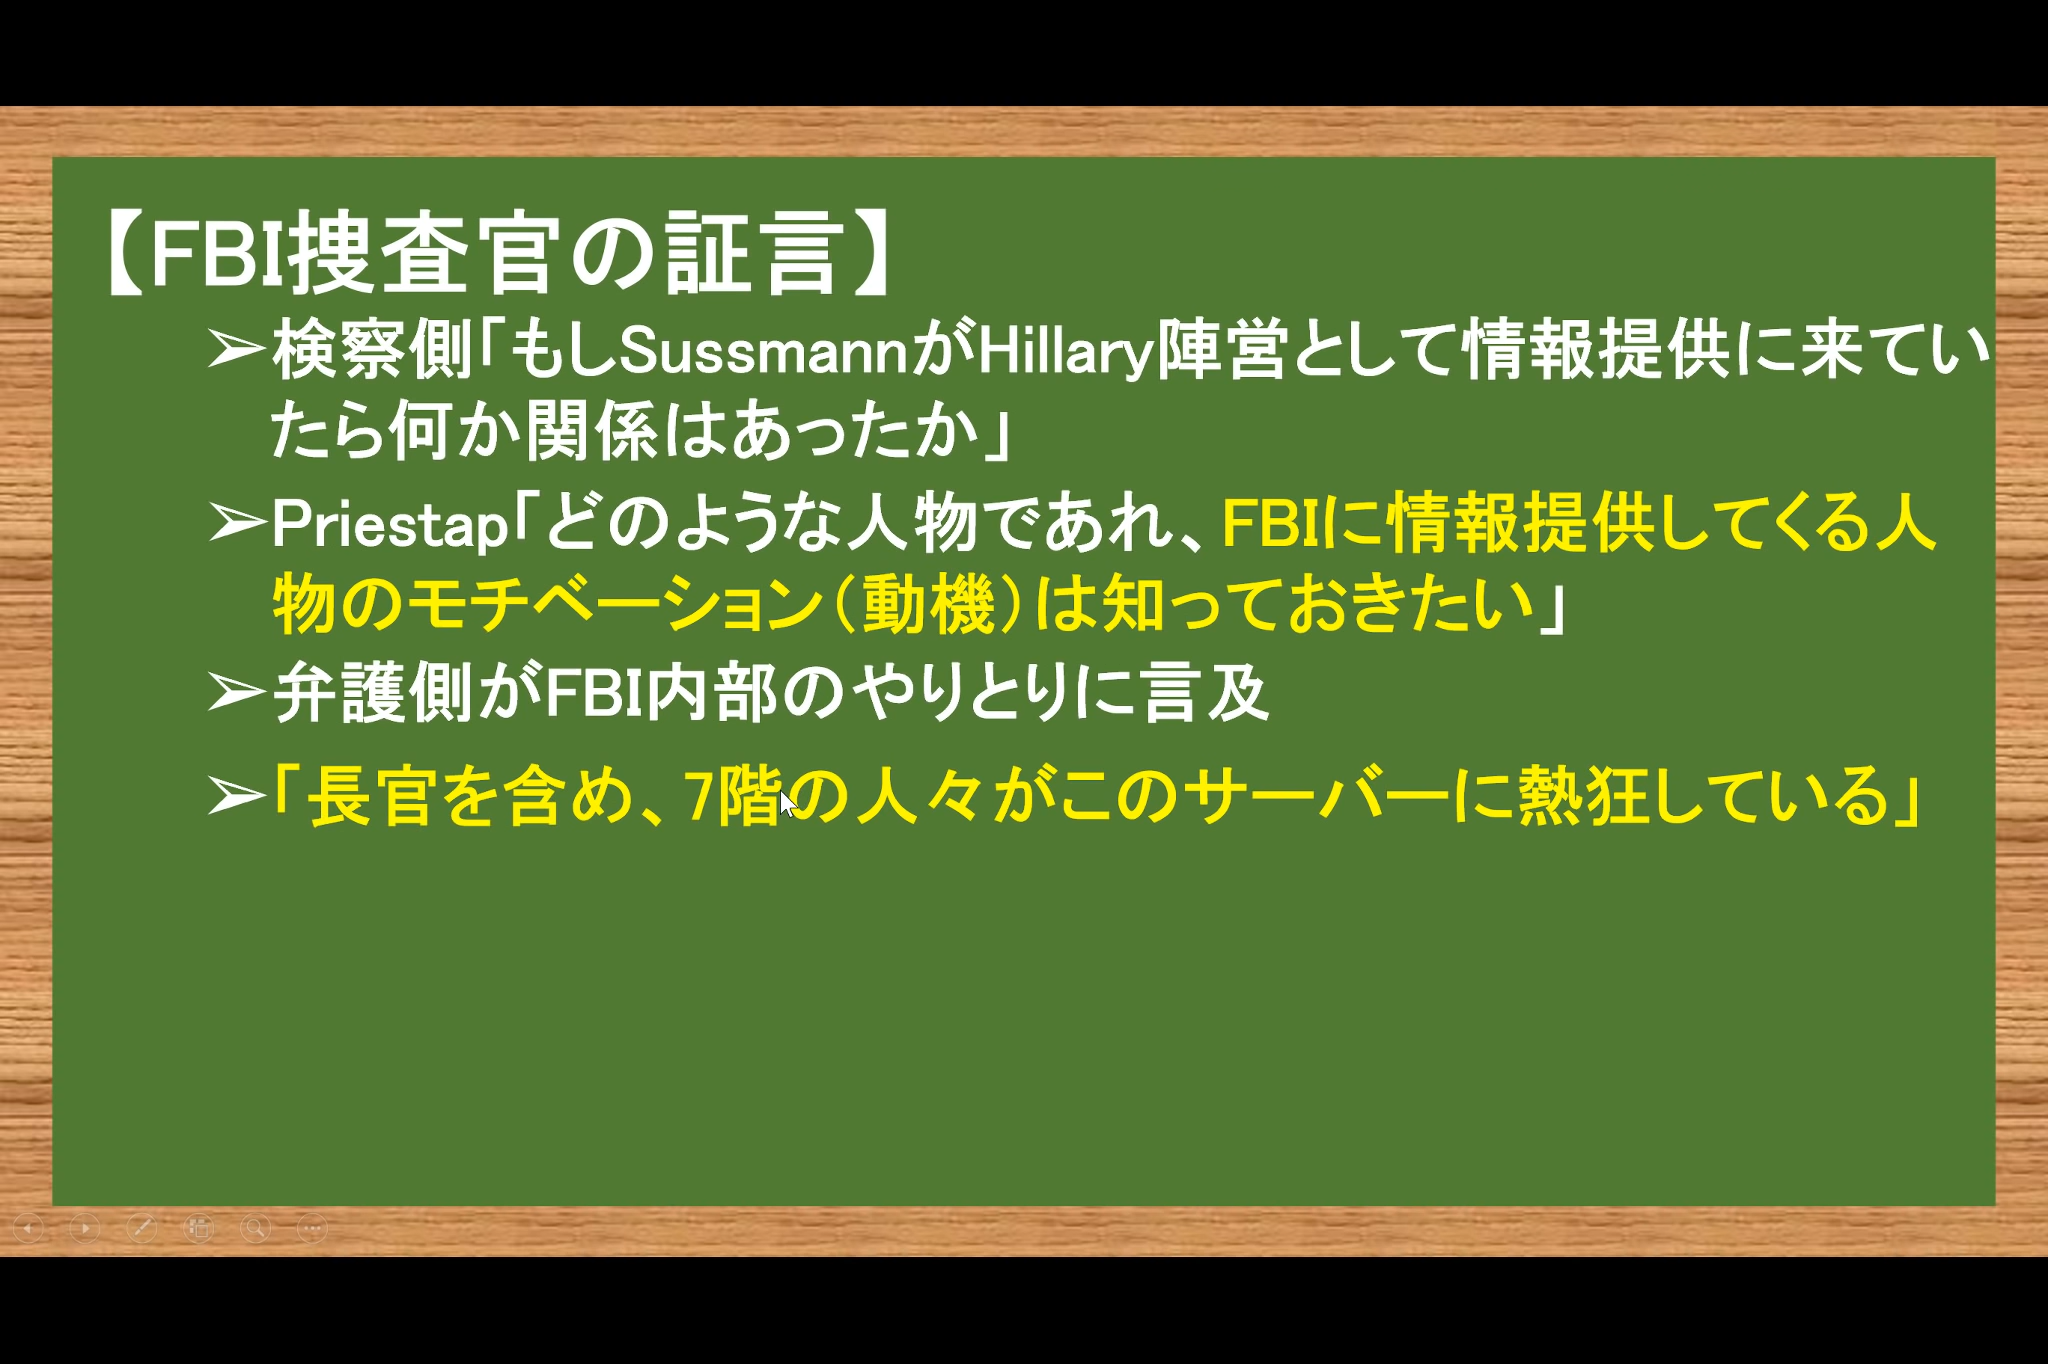 【FBI捜査官の証言】
➢検察側「もしSussmannがHillary陣営として情報提供に来てい
たら何か関係はあったか」
➢Priestap「どのような人物であれ、FBIに情報提供してくる人
物のモチベーション（動機）は知っておきたい」
➢弁護側がFBI内部のやりとりに言及
➢「長官を含め、7階の人々がこのサーバーに熱狂している」